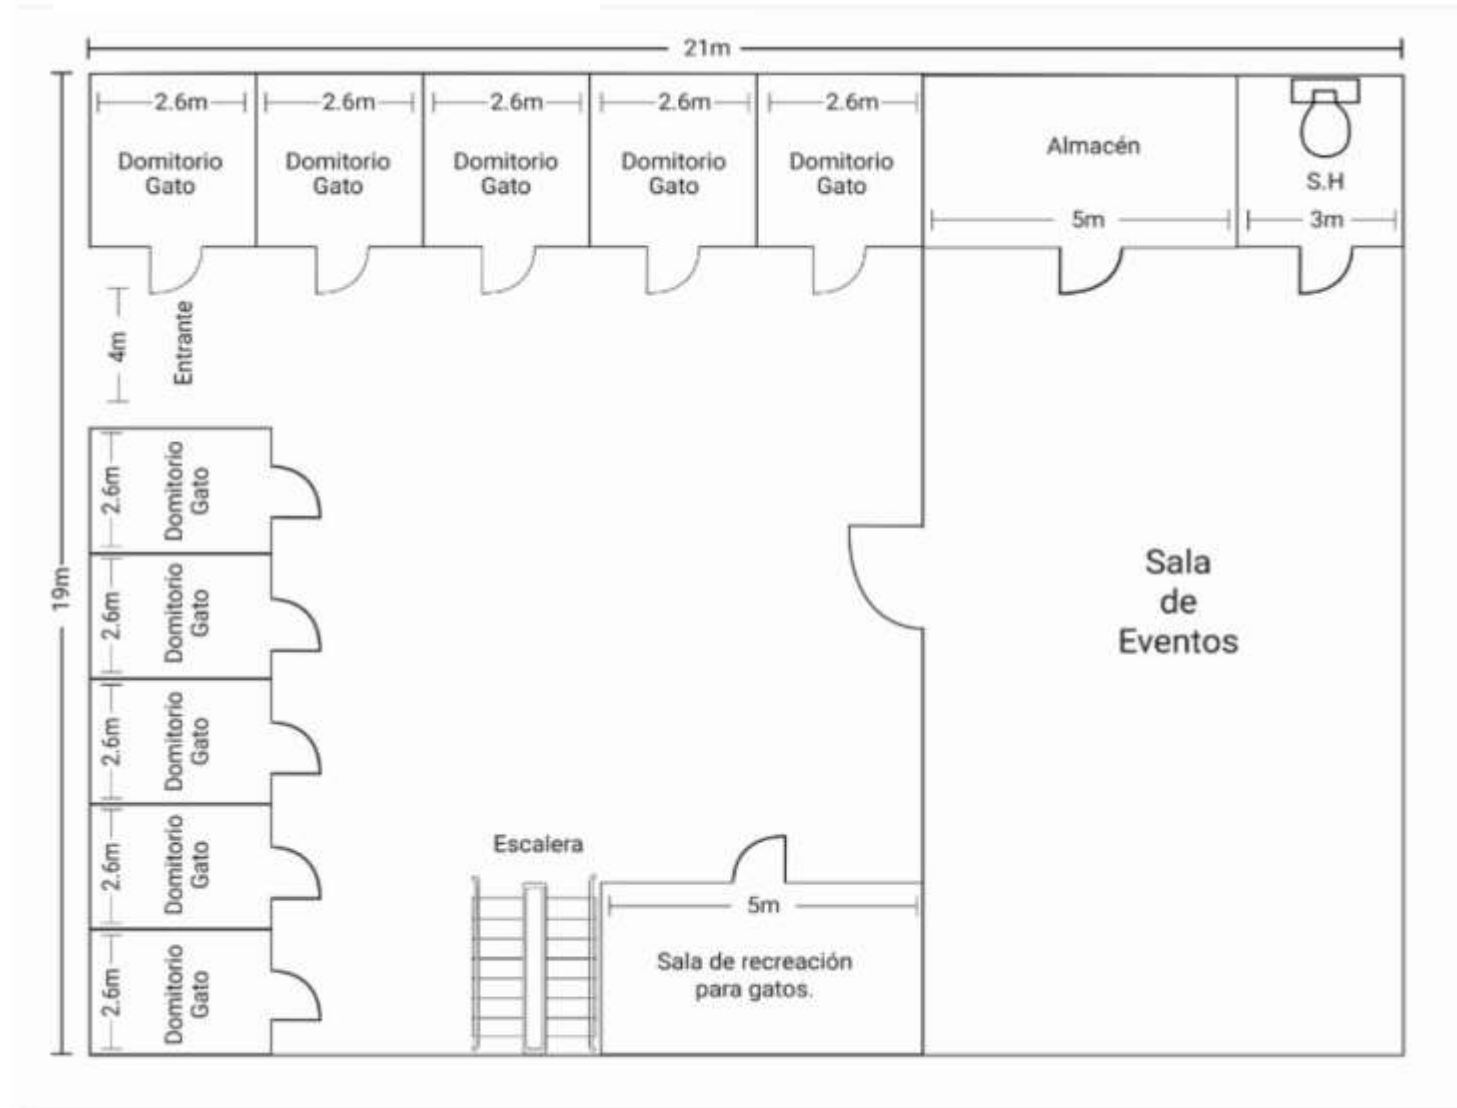 21m
2.6m
2.6m
2.6m
2.6m
2.6m
Domitorio
Gato
Domitorio
Gato
Domitorio
Gato
Domitorio
Gato
Domitorio
Gato
Almacén
5m
S.H
3m
4m
Entrante
19m
2.6m
Domitorio
Gato
2.6m
Domitorio
Gato
2.6m
Domitorio
Gato
2.6m
Domitorio
Gato
2.6m
Domitorio
Gato
Sala
de
Eventos
Escalera
5m
Sala de recreación
para gatos.